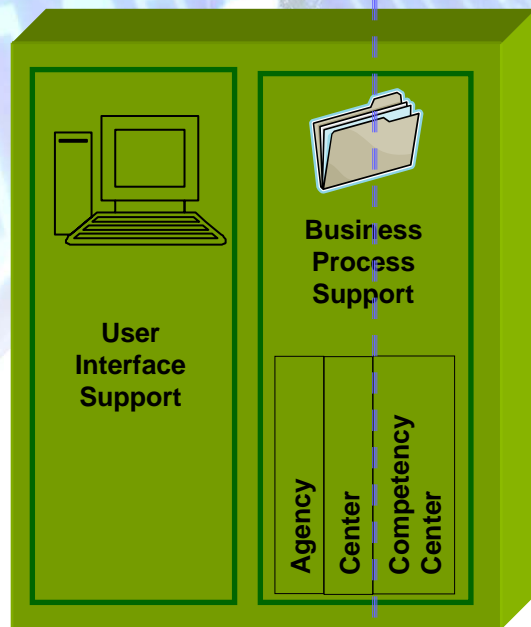 User
Interface
Support
Business
Process
Support
Agency
Center
Competency
Center